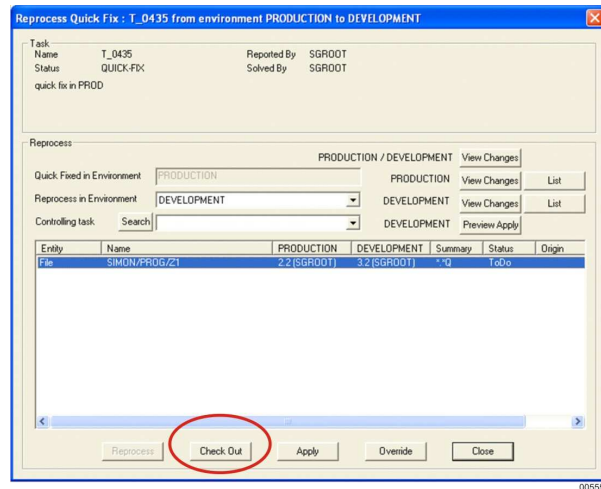 Reprocess Quick Fix : T_0435 from environment PRODUCTION to DEVELOPMENT
Task
Name T_0435 Reported By SGROOT
Status QUICK-FIX Solved By SGROOT
quick fix in PROD
Reprocess
PRODUCTION / DEVELOPMENT View Changes
Quick Fixed in Environment PRODUCTION PRODUCTION View Changes List
Reprocess in Environment DEVELOPMENT DEVELOPMENT View Changes List
Controlling task Search DEVELOPMENT Preview Apply
Entity Name PRODUCTION DEVELOPMENT Summary Status Origin
File SIMON/PROG/Z1 2.2 (SGROOT) 3.2 (SGROOT) *.*Q ToDo
Reprocess Check Out Apply Override Close